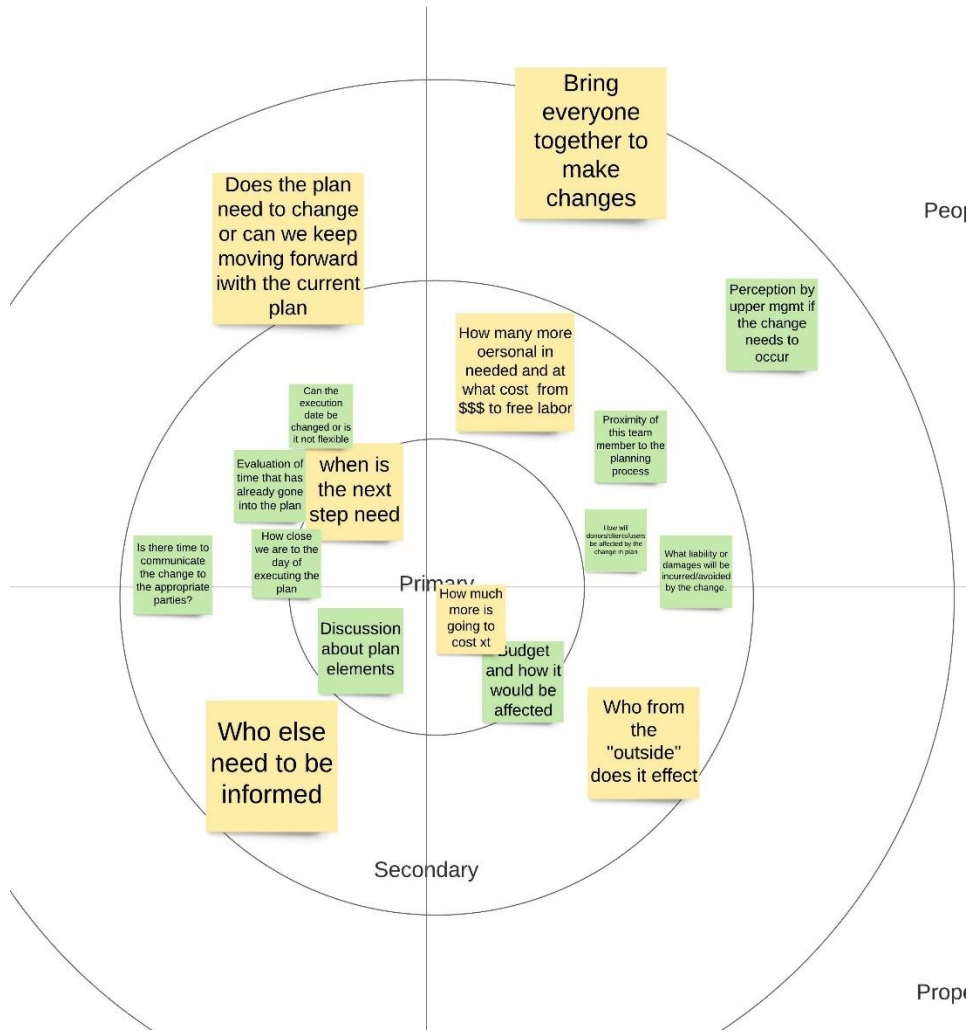 Bring
everyone
together to
make
changes
Does the plan
need to change
or can we keep
moving forward
iwith the current
plan
Perception by
upper mgmt if
the change
needs to
occur
How many more
oersonal in
needed and at
what cost from
$$$ to free labor
Can the
execution
date be
changed or is
it not flexible
Proximity of
this team
member to the
planning
process
Evaluation of
time that has
already gone
into the plan
when is
the next
step need
How will
donors/clients/users
be affected by the
change in plan
Is there time to
communicate
the change to
the appropriate
parties?
How close
we are to the
day of
executing the
plan
What liability or
damages will be
incurred/avoided
by the change.
Primary
How much
more is
going to
cost xt
Discussion
about plan
elements
Budget
and how it
would be
affected
Who else
need to be
informed
Who from
the
"outside"
does it effect
Secondary